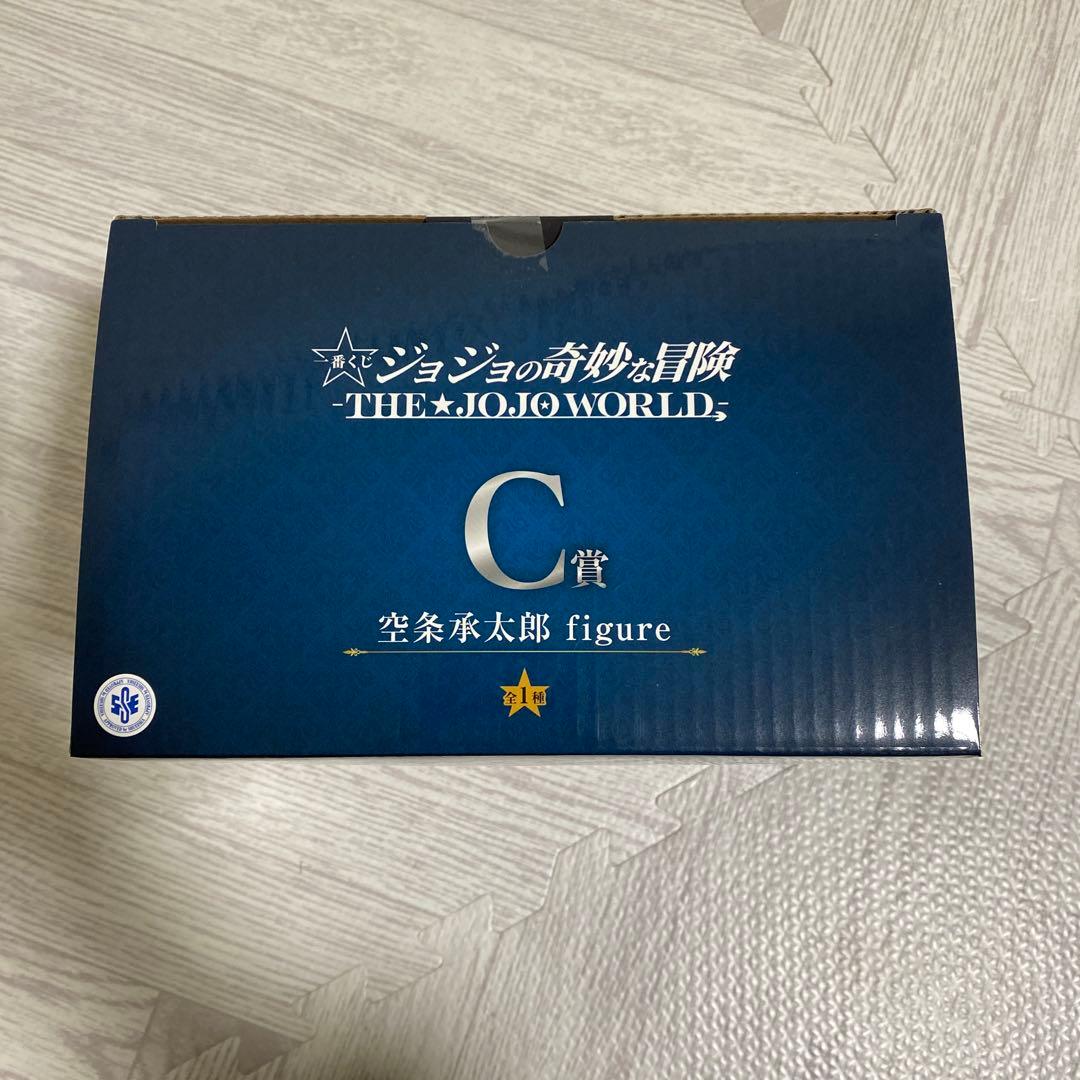 一番くじ ジョジョの奇妙な冒険
-THE★JOJO WORLD-
C賞
空条承太郎 figure
全1種